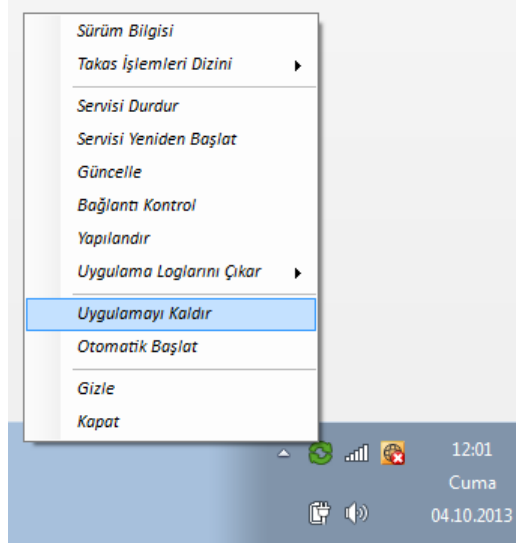 Sürüm Bilgisi
Takas İşlemleri Dizini
Servisi Durdur
Servisi Yeniden Başlat
Güncelle
Bağlantı Kontrol
Yapılandır
Uygulama Loglarını Çıkar
Uygulamayı Kaldır
Otomatik Başlat
Gizle
Kapat
12:01
Cuma
04.10.2013